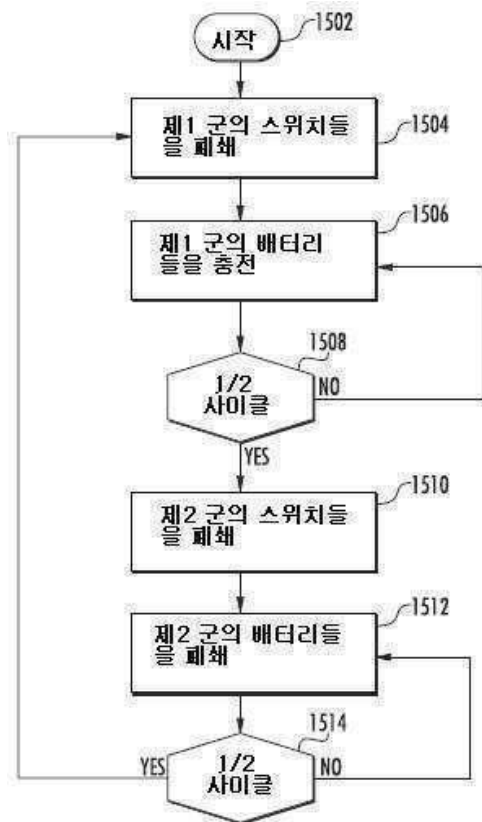 시작
1502
제1 군의 스위치들
을 폐쇄
1504
1506
제1 군의 배터리
들을 충전
1508
1/2
사이클
NO
YES
1510
제2 군의 스위치들
을 폐쇄
1512
제2 군의 배터리들
을 폐쇄
1514
YES
1/2
사이클
NO